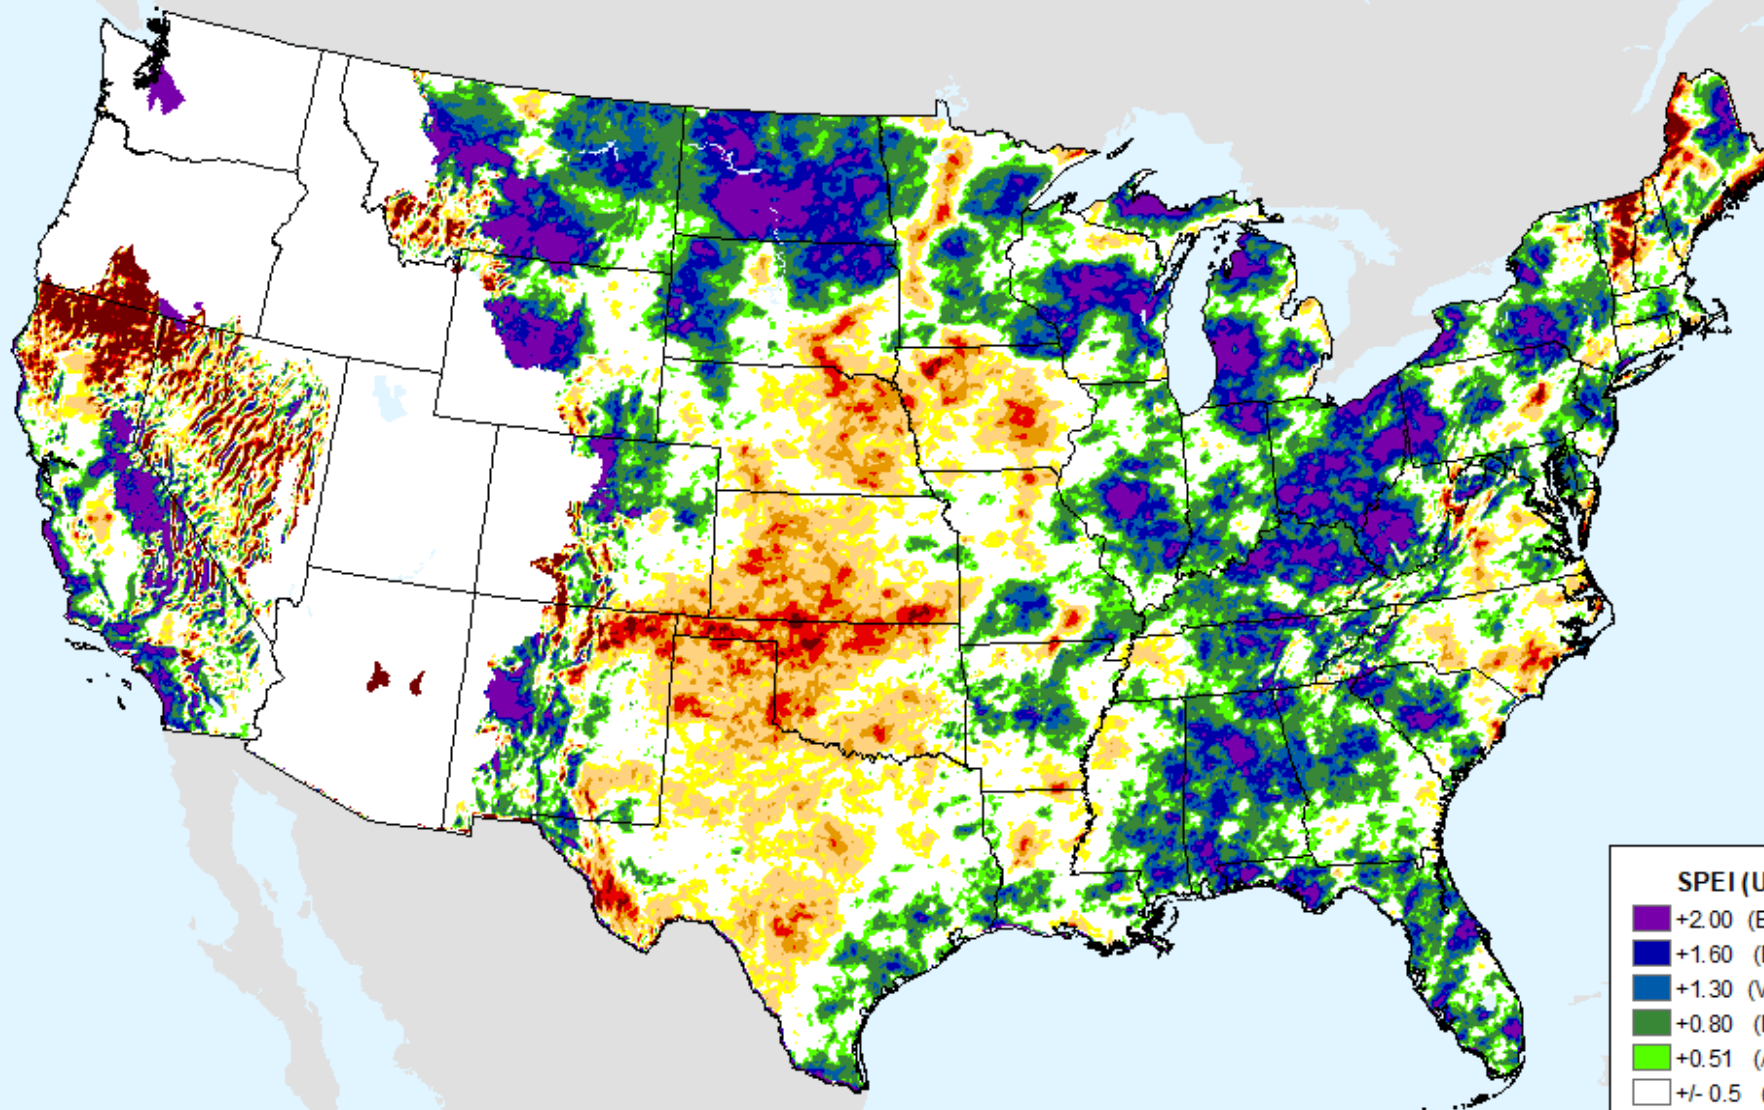 SPEI (U
+2.00 (E
+1.60 (
+1.30 (V
+0.80 (
+0.51 (A
+/- 0.5 (